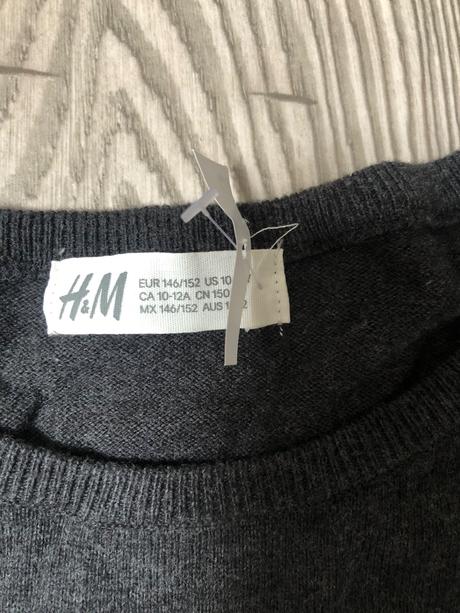 H&M
EUR 146/152 US 10
CA 10-12A CN 150
MX 146/152 AUS